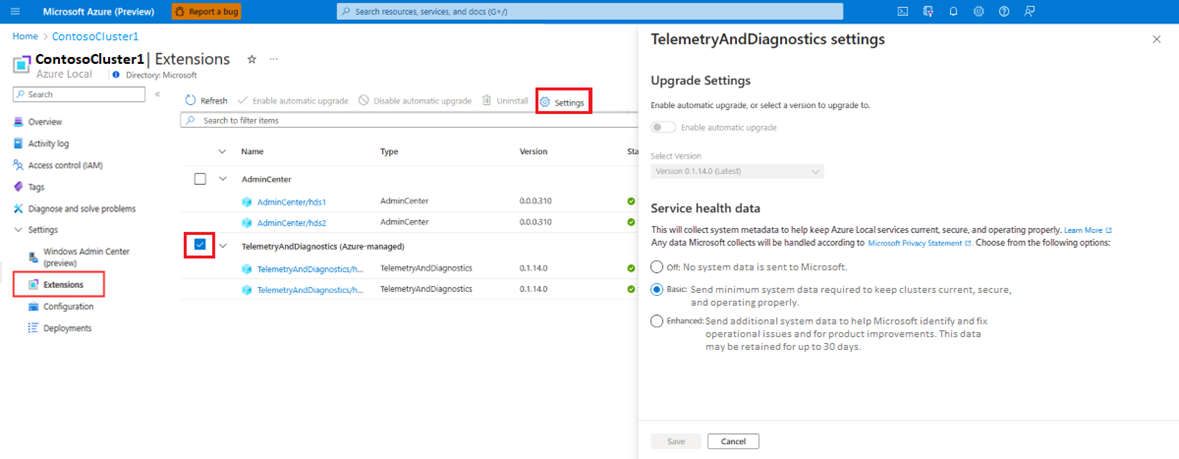 Microsoft Azure (Preview)
Report a bug
Search resources, services, and docs (G+/)
Home > ContosoCluster1
ContosoCluster1 | Extensions
Azure Local
Directory: Microsoft
Search
Overview
Activity log
Access control (IAM)
Tags
Diagnose and solve problems
Settings
Windows Admin Center
(preview)
Extensions
Configuration
Deployments
Refresh
Enable automatic upgrade
Disable automatic upgrade
Uninstall
Settings
Search to filter items
Name Type Version
AdminCenter
AdminCenter/hds1 AdminCenter 0.0.0.310
AdminCenter/hds2 AdminCenter 0.0.0.310
TelemetryAndDiagnostics (Azure-managed)
TelemetryAndDiagnostics/h... TelemetryAndDiagnostics 0.1.14.0
TelemetryAndDiagnostics/h... TelemetryAndDiagnostics 0.1.14.0
TelemetryAndDiagnostics settings
Upgrade Settings
Enable automatic upgrade, or select a version to upgrade to.
Enable automatic upgrade
Select Version
Version 0.1.14.0 (Latest)
Service health data
This will collect system metadata to help keep Azure Local services current, secure, and operating properly. Learn More
Any data Microsoft collects will be handled according to Microsoft Privacy Statement . Choose from the following options:
Off: No system data is sent to Microsoft.
Basic: Send minimum system data required to keep clusters current, secure,
and operating properly.
Enhanced: Send additional system data to help Microsoft identify and fix
operational issues and for product improvements. This data
may be retained for up to 30 days.
Save
Cancel